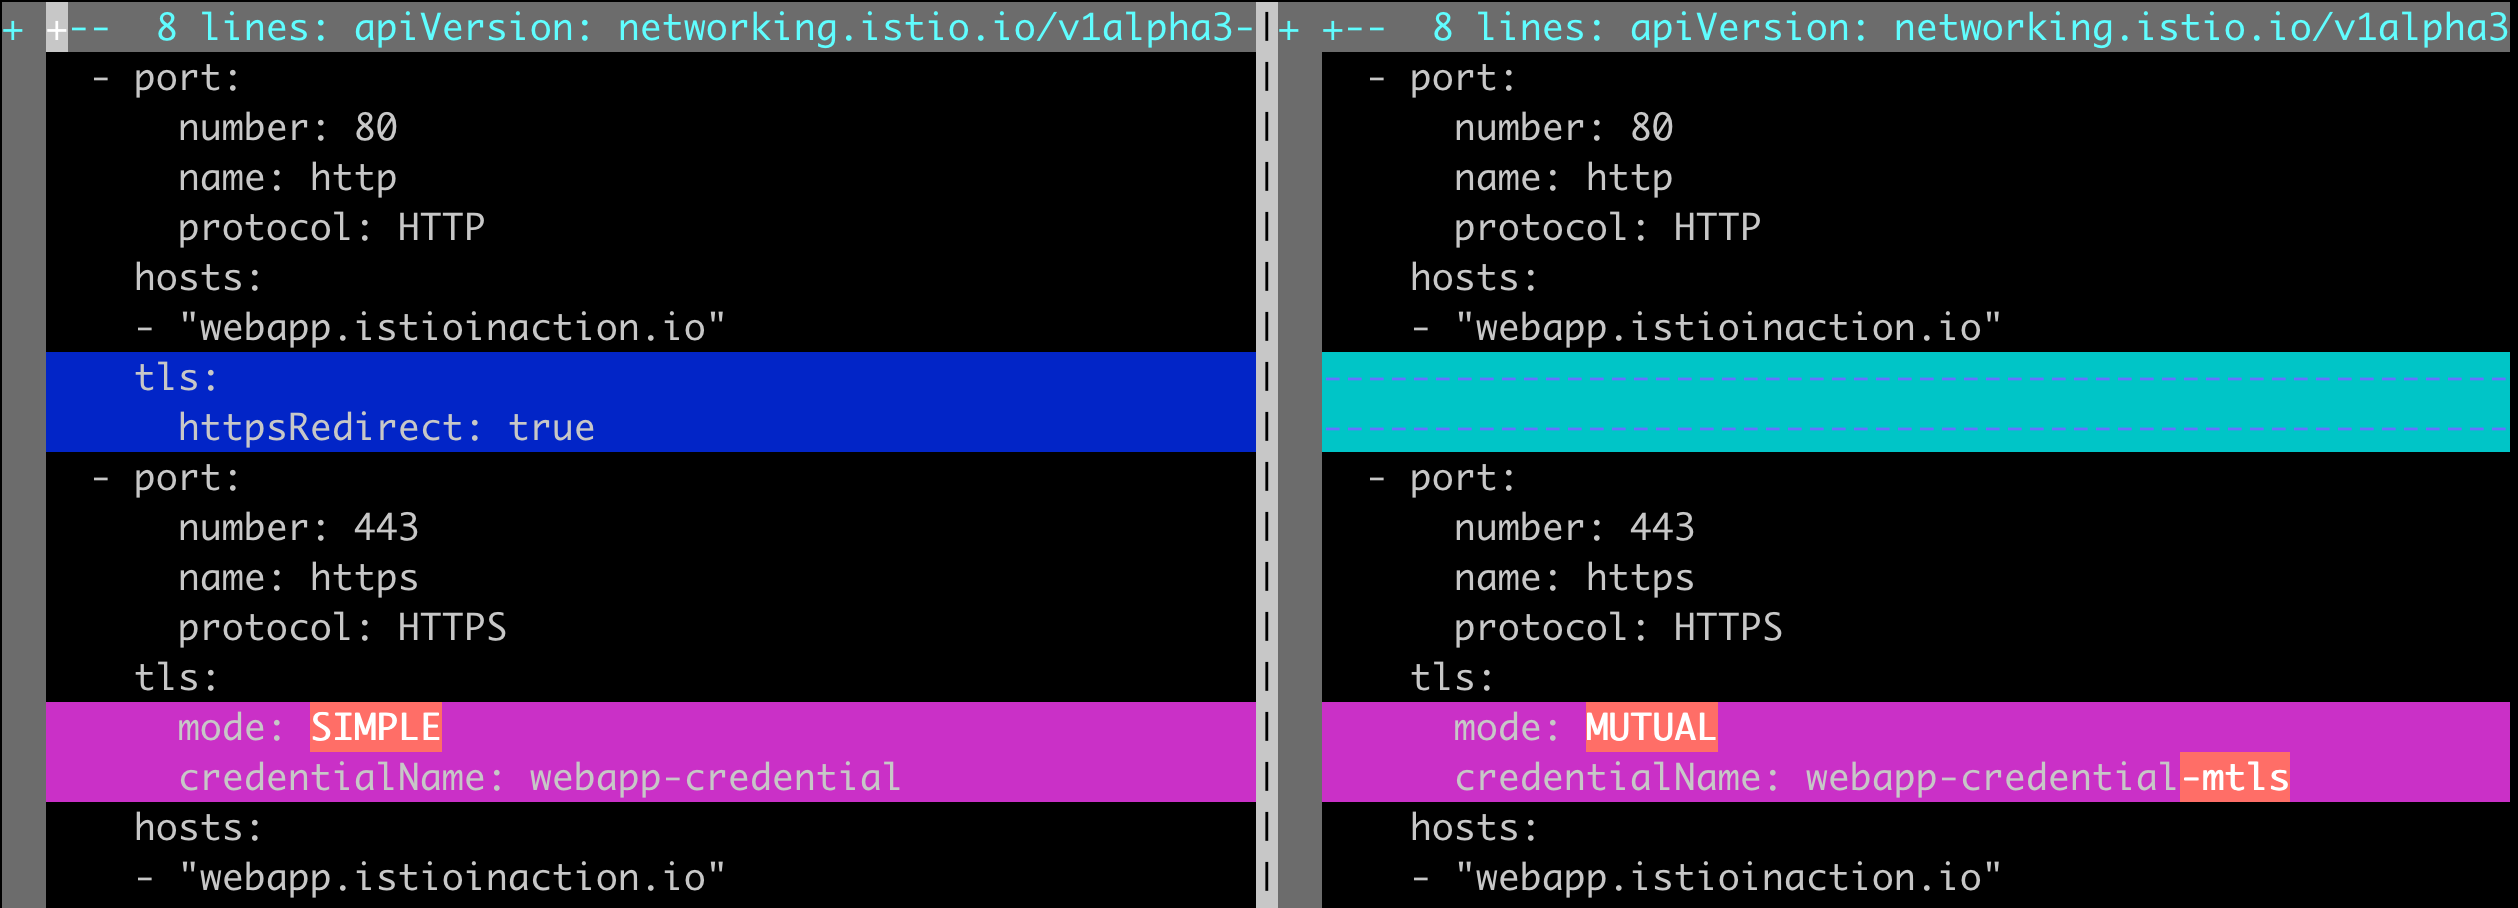 + +--  8 lines: apiVersion: networking.istio.io/v1alpha3-
  - port:
      number: 80
      name: http
      protocol: HTTP
    hosts:
    - "webapp.istioinaction.io"
    tls:
      httpsRedirect: true
  - port:
      number: 443
      name: https
      protocol: HTTPS
    tls:
      mode: SIMPLE
      credentialName: webapp-credential
    hosts:
    - "webapp.istioinaction.io"
+ +--  8 lines: apiVersion: networking.istio.io/v1alpha3
  - port:
      number: 80
      name: http
      protocol: HTTP
    hosts:
    - "webapp.istioinaction.io"
  - port:
      number: 443
      name: https
      protocol: HTTPS
    tls:
      mode: MUTUAL
      credentialName: webapp-credential-mtls
    hosts:
    - "webapp.istioinaction.io"